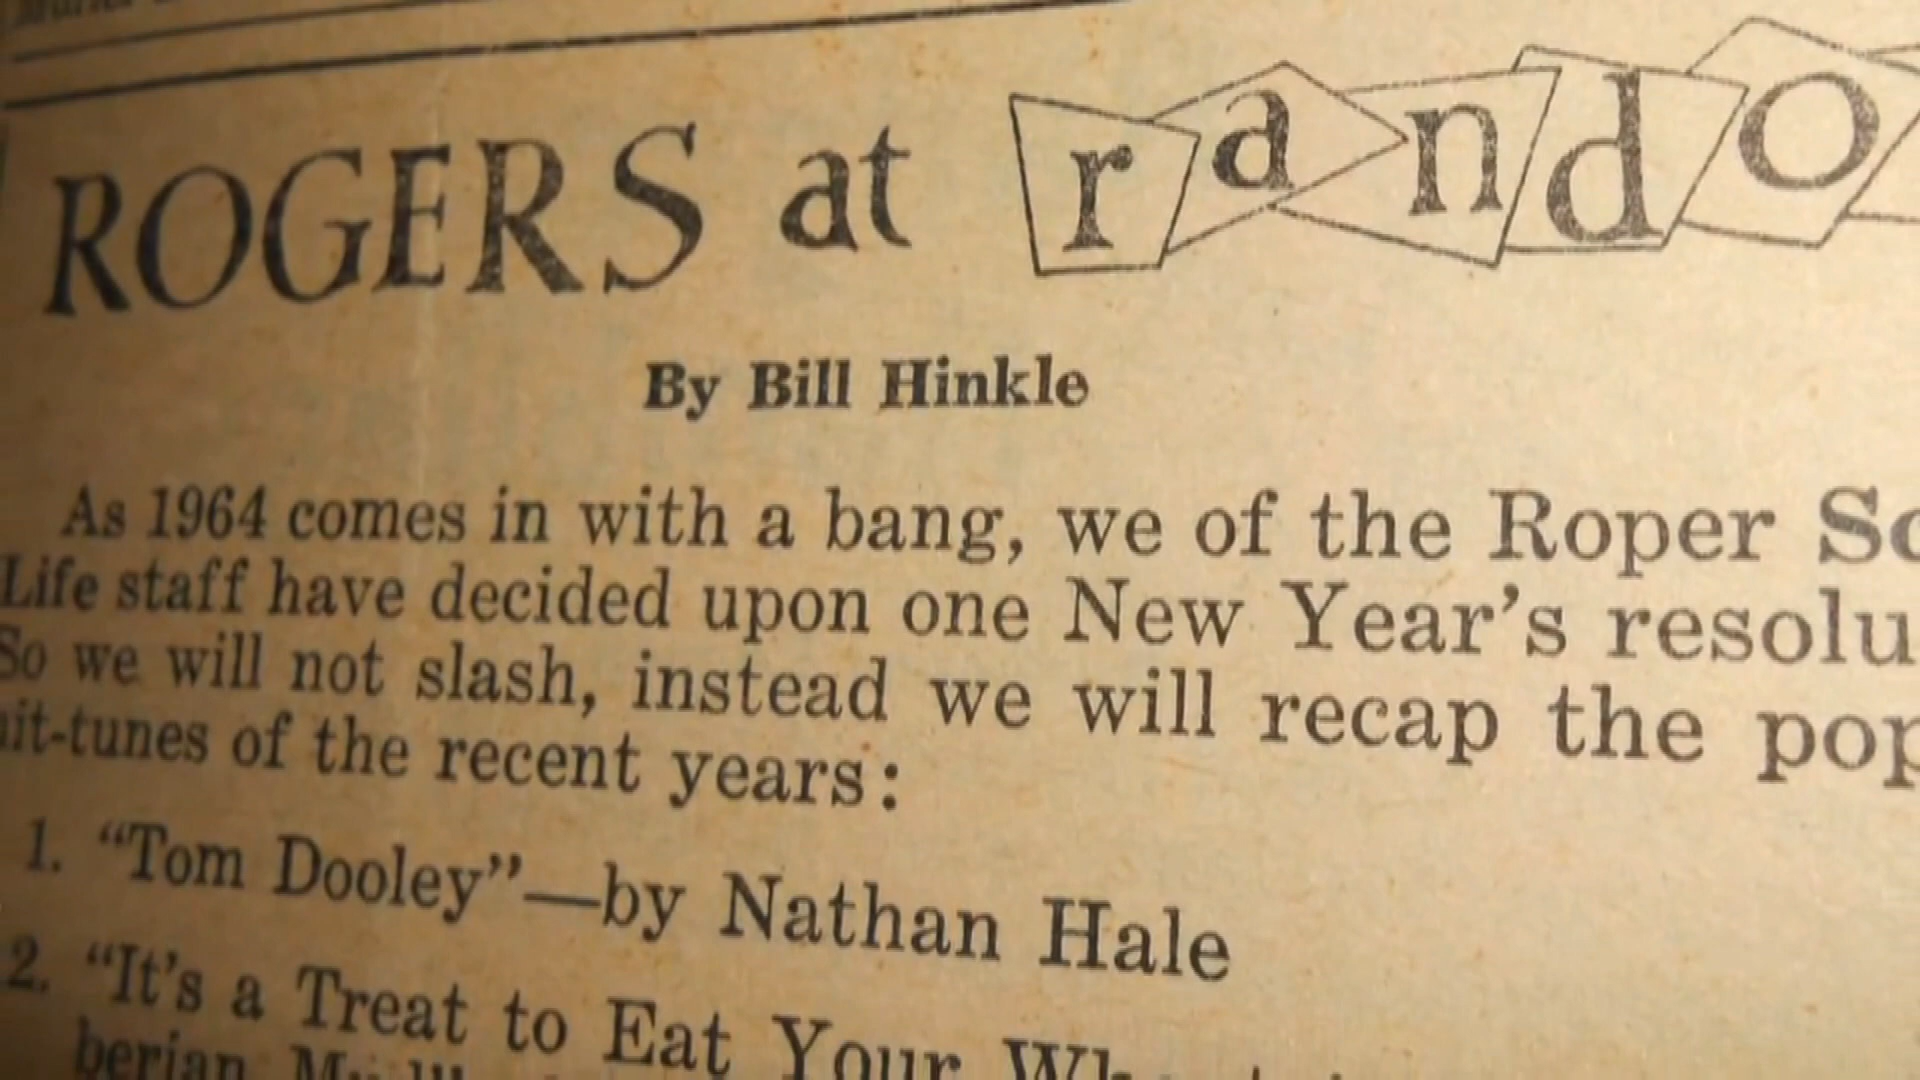 ROGERS at rando
By Bill Hinkle
As 1964 comes in with a bang, we of the Roper Sc
Life staff have decided upon one New Year's resolu
So we will not slash, instead we will recap the pop
hit-tunes of the recent years:
1. "Tom Dooley"—by Nathan Hale
2. "It's a Treat to Eat Your
berian